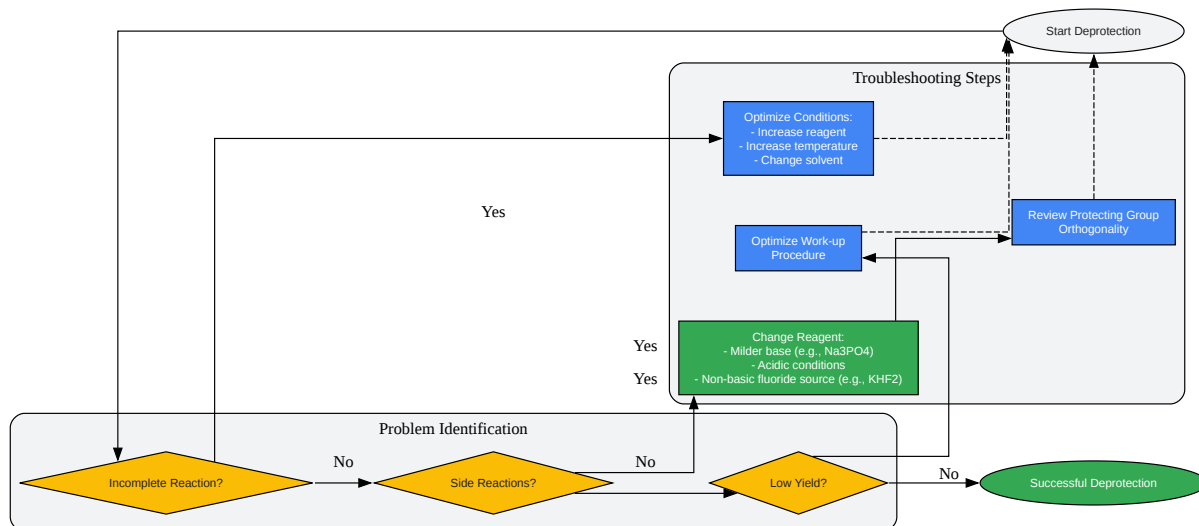 Start Deprotection
Troubleshooting Steps
Optimize Conditions:
- Increase reagent
- Increase temperature
- Change solvent
Yes
Review Protecting Group
Orthogonality
Optimize Work-up
Procedure
Change Reagent:
- Milder base (e.g., Na3PO4)
- Acidic conditions
- Non-basic fluoride source (e.g., KHF2)
Yes
Yes
Problem Identification
Incomplete Reaction?
No
Side Reactions?
No
Low Yield?
No
Successful Deprotection